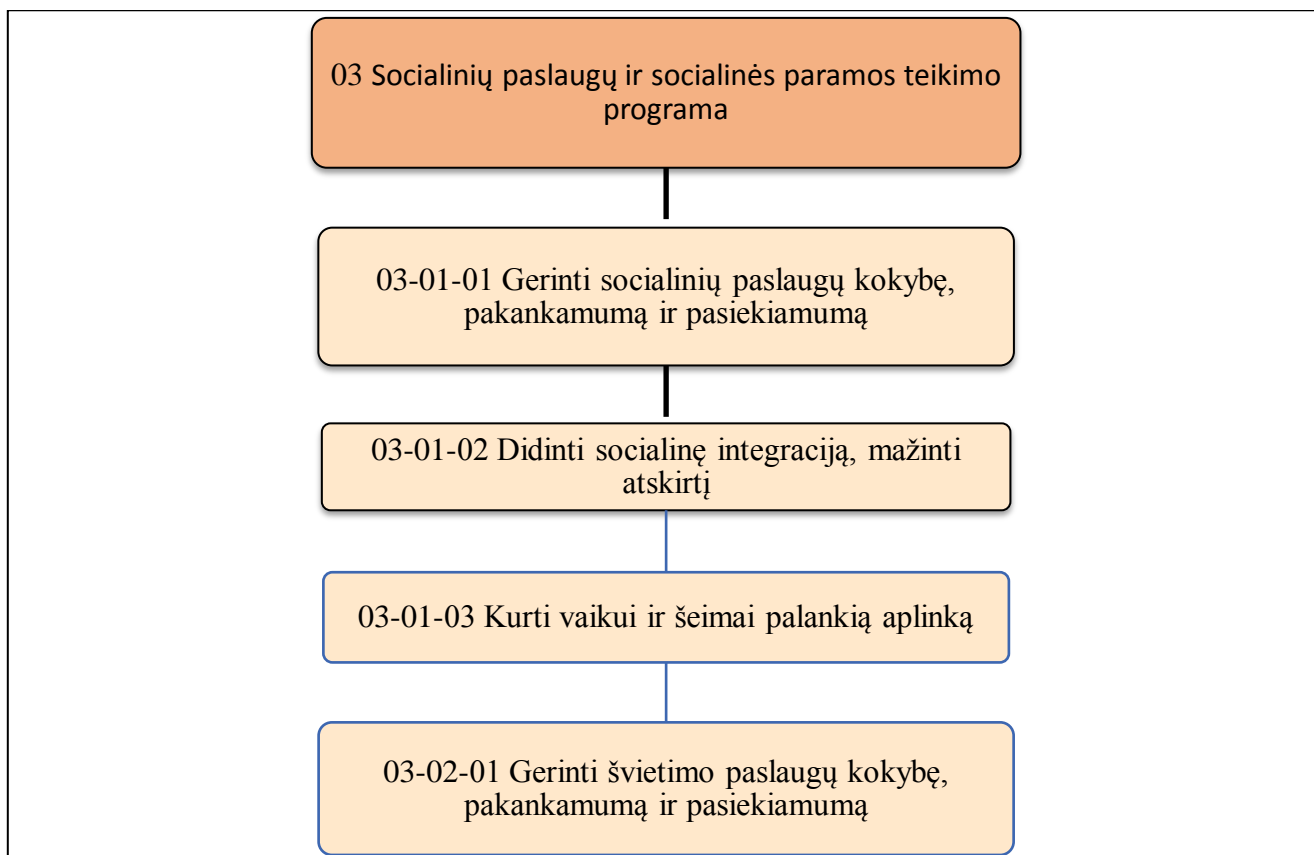 03 Socialinių paslaugų ir socialinės paramos teikimo
programa
03-01-01 Gerinti socialinių paslaugų kokybę,
pakankamumą ir pasiekiamumą
03-01-02 Didinti socialinę integraciją, mažinti
atskirtį
03-01-03 Kurti vaikui ir šeimai palankią aplinką
03-02-01 Gerinti švietimo paslaugų kokybę,
pakankamumą ir pasiekiamumą